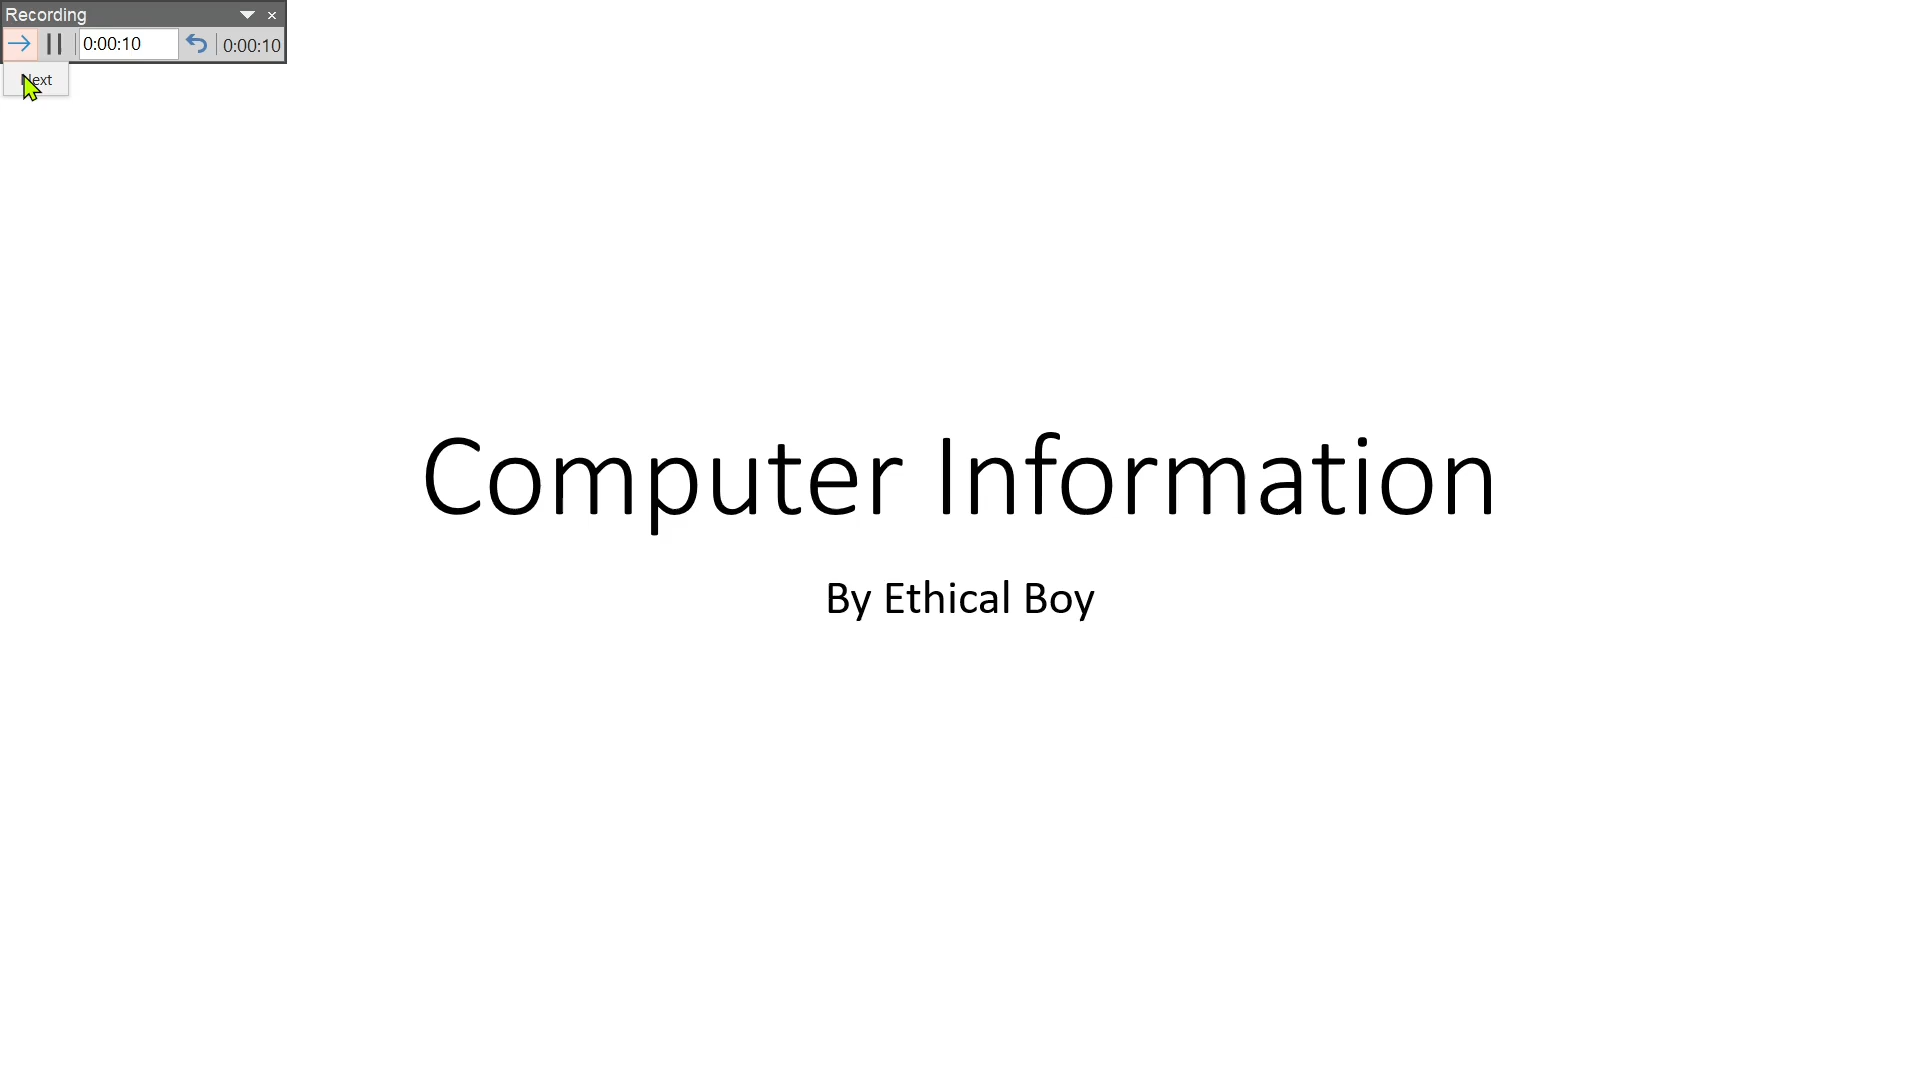 Recording
0:00:10 0:00:10
Next
Computer Information
By Ethical Boy